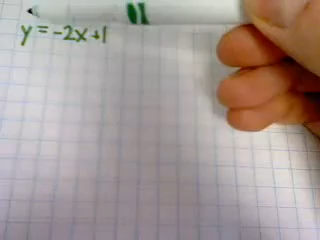 y = -2x+1